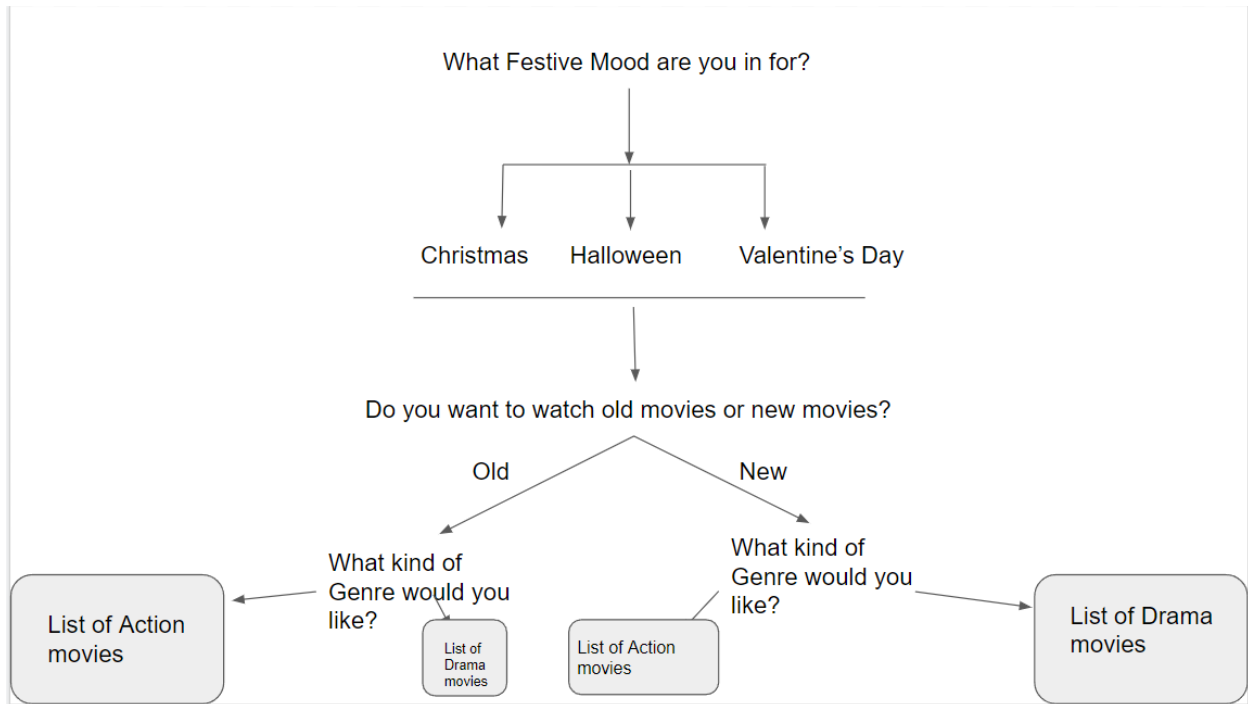 What Festive Mood are you in for?
Christmas
Halloween
Valentine's Day
Do you want to watch old movies or new movies?
Old
New
What kind of
Genre would you
like?
What kind of
Genre would you
like?
List of Action
movies
List of
Drama
movies
List of Action
movies
List of Drama
movies